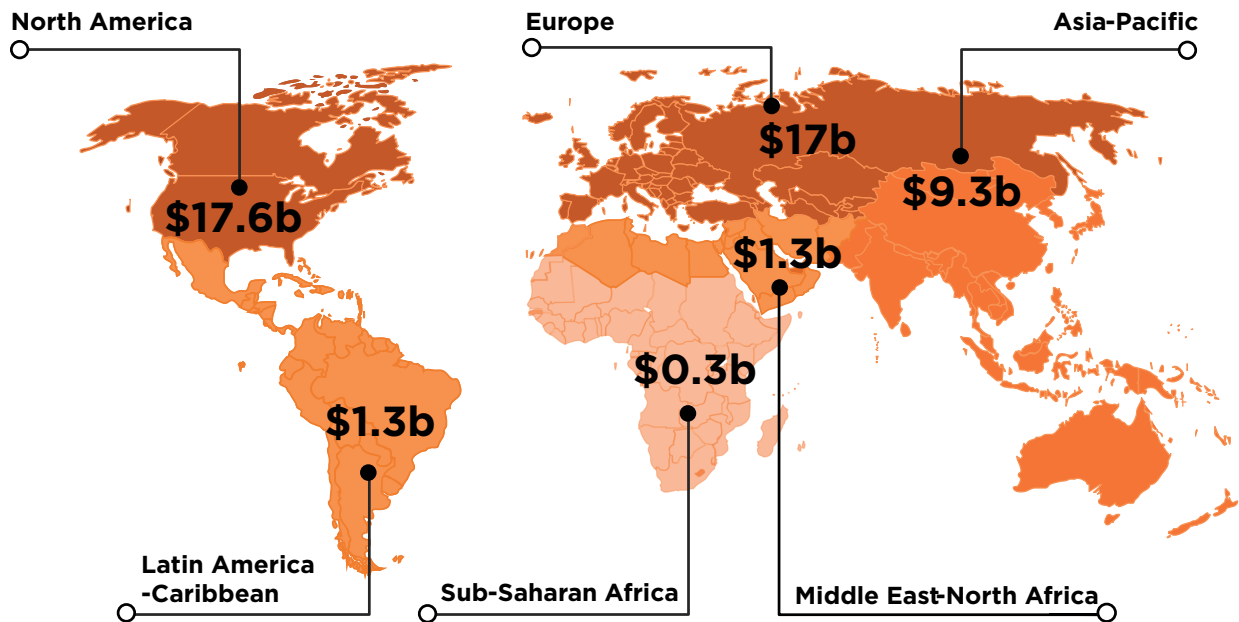 North America
Europe
Asia-Pacific
$17b
$9.3b
$17.6b
$1.3b
$0.3b
$1.3b
Latin America
-Caribbean
Sub-Saharan Africa
Middle East-North Africa